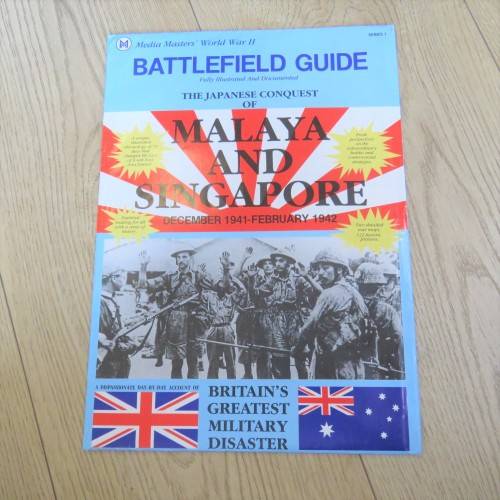 Media Masters' World War II
SERIES 1
BATTLEFIELD GUIDE
Fully Illustrated And Documented
THE JAPANESE CONQUEST
OF
MALAYA
AND
SINGAPORE
DECEMBER 1941-FEBRUARY 1942
A DISPASSIONATE DAY-BY-DAY ACCOUNT OF
BRITAIN'S
GREATEST
MILITARY
DISASTER